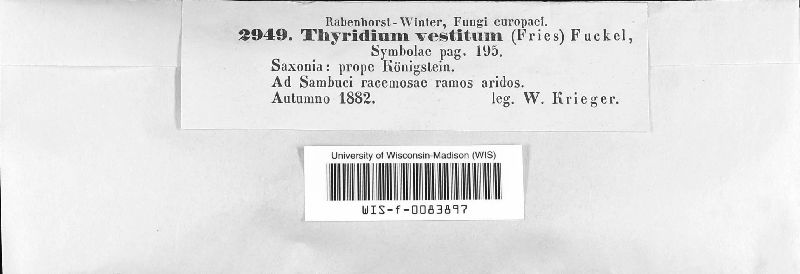 Rabenhorst-Winter, Fungi europaei.
2949. Thyridium vestitum (Fries) Fuckel,
Symbolae pag. 195.
Saxonia: prope Königstein.
Ad Sambuci racemosae ramos aridos.
Autumno 1882. leg. W. Krieger.
University of Wisconsin-Madison (WIS)
WIS-f-0083897